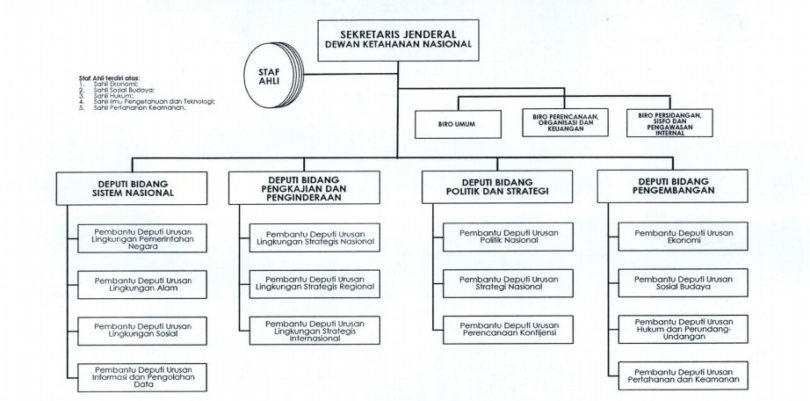 SEKRETARIS JENDERAL
DEWAN KETAHANAN NASIONAL
STAF
AHLI
Staf Ahli terdiri atas:
1. Sahli Ekonomi;
2. Sahli Sosial Budaya;
3. Sahli Hukum;
4. Sahli Ilmu Pengetahuan dan Teknologi;
5. Sahli Pertahanan Keamanan.
BIRO UMUM
BIRO PERENCANAAN,
ORGANISASI DAN
KEUANGAN
BIRO PERSIDANGAN,
SISFO DAN
PENGAWASAN
INTERNAL
DEPUTI BIDANG
SISTEM NASIONAL
DEPUTI BIDANG
PENGKAJIAN DAN
PENGINDERAAN
DEPUTI BIDANG
POLITIK DAN STRATEGI
DEPUTI BIDANG
PENGEMBANGAN
Pembantu Deputi Urusan
Lingkungan Pemerintahan
Negara
Pembantu Deputi Urusan
Lingkungan Alam
Pembantu Deputi Urusan
Lingkungan Sosial
Pembantu Deputi Urusan
Informasi dan Pengolahan
Data
Pembantu Deputi Urusan
Lingkungan Strategis Nasional
Pembantu Deputi Urusan
Lingkungan Strategis Regional
Pembantu Deputi Urusan
Lingkungan Strategis
Internasional
Pembantu Deputi Urusan
Politik Nasional
Pembantu Deputi Urusan
Strategi Nasional
Pembantu Deputi Urusan
Perencanaan Kontijensi
Pembantu Deputi Urusan
Ekonomi
Pembantu Deputi Urusan
Sosial Budaya
Pembantu Deputi Urusan
Hukum dan Perundang-
Undangan
Pembantu Deputi Urusan
Pertahanan dan Keamanan